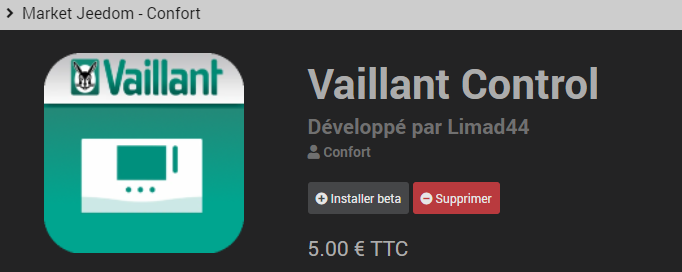 Market Jeedom - Confort
Vaillant
Vaillant Control
Développé par Limad44
Confort
Installer beta
Supprimer
5.00 € TTC